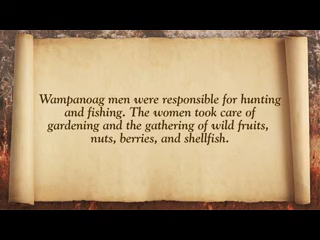 Wampanoag men were responsible for hunting
and fishing. The women took care of
gardening and the gathering of wild fruits,
nuts, berries, and shellfish.